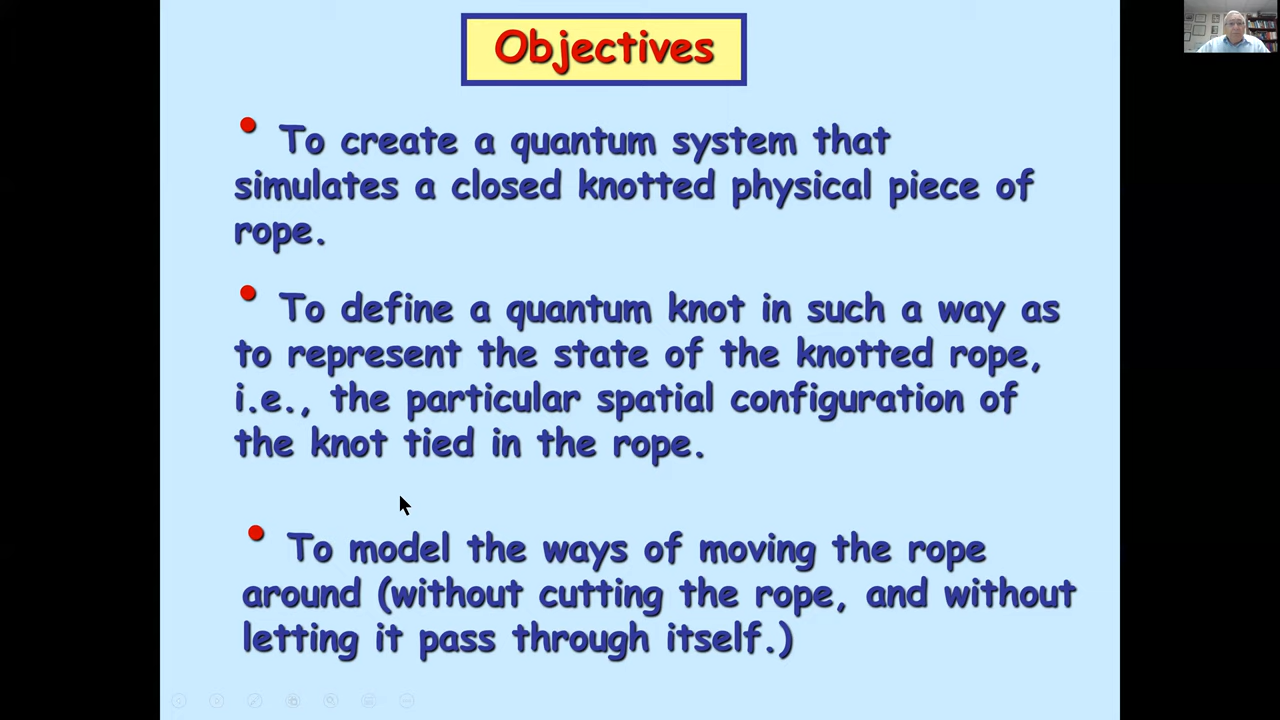 Objectives
• To create a quantum system that
simulates a closed knotted physical piece of
rope.
• To define a quantum knot in such a way as
to represent the state of the knotted rope,
i.e., the particular spatial configuration of
the knot tied in the rope.
• To model the ways of moving the rope
around (without cutting the rope, and without
letting it pass through itself.)